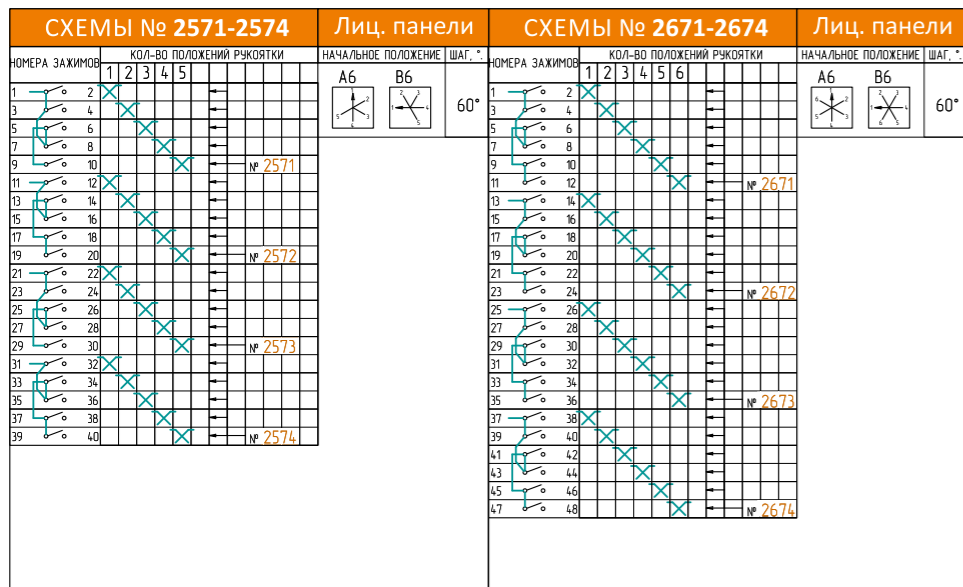 СХЕМЫ № 2571-2574
Лиц. панели
НОМЕРА ЗАЖИМОВ
КОЛ-ВО ПОЛОЖЕНИЙ РУКОЯТКИ
НАЧАЛЬНОЕ ПОЛОЖЕНИЕ
ШАГ, °.
1 2 3 4 5
А6 В6
60°
1 2
3 4
5 6
7 8
9 10 № 2571
11 12
13 14
15 16
17 18
19 20 № 2572
21 22
23 24
25 26
27 28
29 30 № 2573
31 32
33 34
35 36
37 38
39 40 № 2574
СХЕМЫ № 2671-2674
Лиц. панели
НОМЕРА ЗАЖИМОВ
КОЛ-ВО ПОЛОЖЕНИЙ РУКОЯТКИ
НАЧАЛЬНОЕ ПОЛОЖЕНИЕ
ШАГ, °.
1 2 3 4 5 6
А6 В6
60°
1 2
3 4
5 6
7 8
9 10
11 12 № 2671
13 14
15 16
17 18
19 20
21 22
23 24 № 2672
25 26
27 28
29 30
31 32
33 34
35 36 № 2673
37 38
39 40
41 42
43 44
45 46
47 48 № 2674